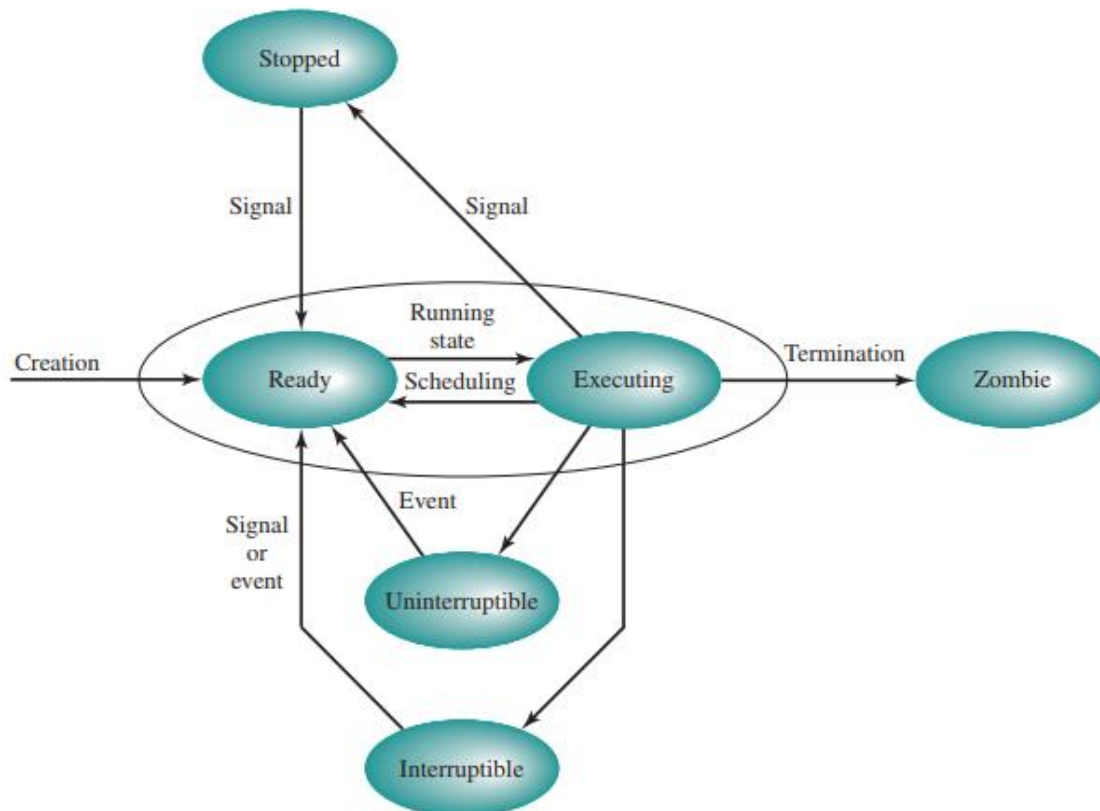 Stopped
Signal
Signal
Running
state
Creation
Ready
Scheduling
Executing
Termination
Zombie
Event
Signal
or
event
Uninterruptible
Interruptible